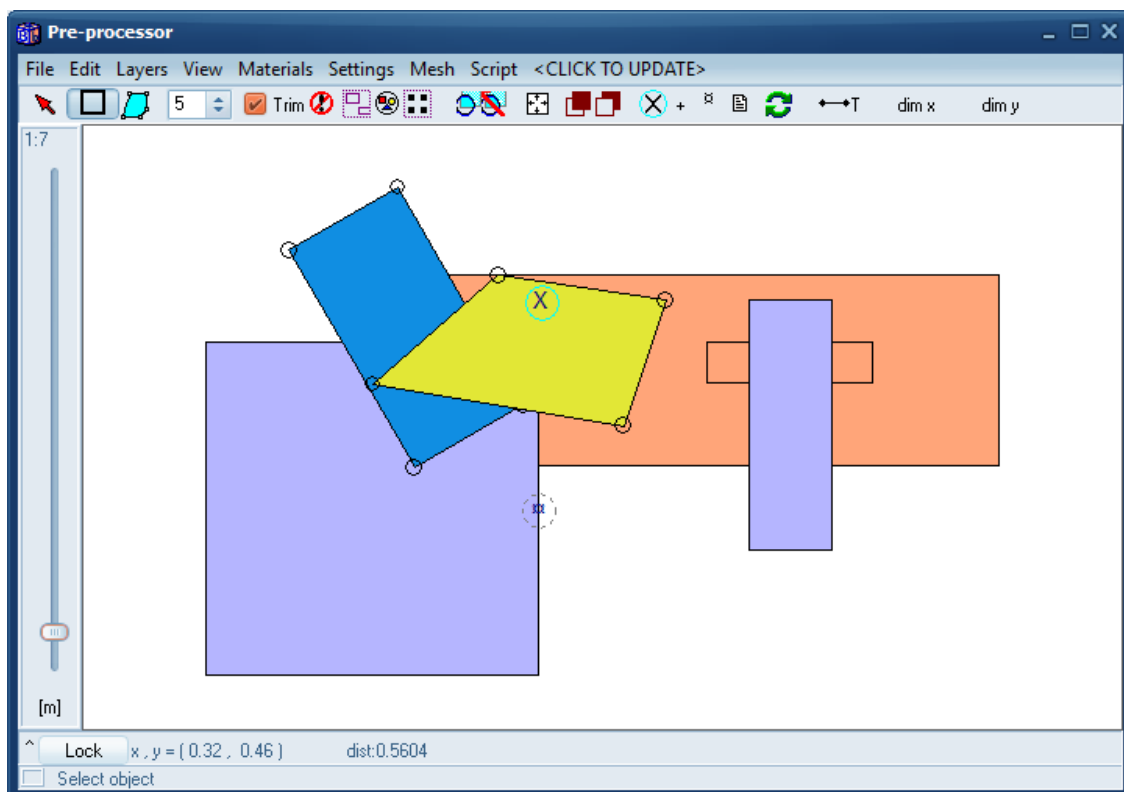 Pre-processor
File Edit Layers View Materials Settings Mesh Script <CLICK TO UPDATE>
5 Trim + ¤ T dim x dim y
1:7
X
¤
[m]
^ Lock x , y = ( 0.32 , 0.46 ) dist:0.5604
Select object